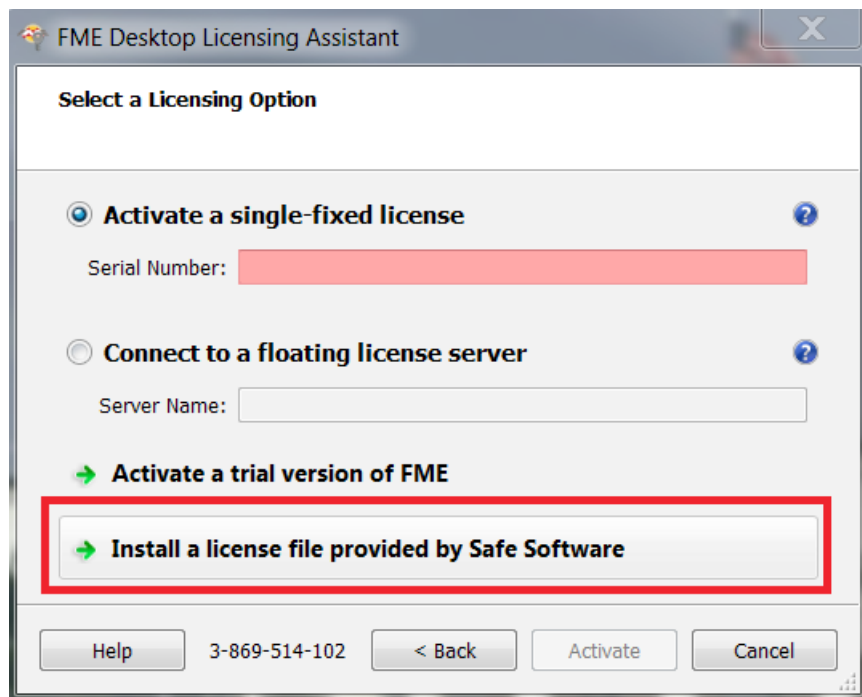 FME Desktop Licensing Assistant
X
Select a Licensing Option
Activate a single-fixed license
?
Serial Number:
Connect to a floating license server
?
Server Name:
Activate a trial version of FME
Install a license file provided by Safe Software
Help 3-869-514-102 < Back Activate Cancel